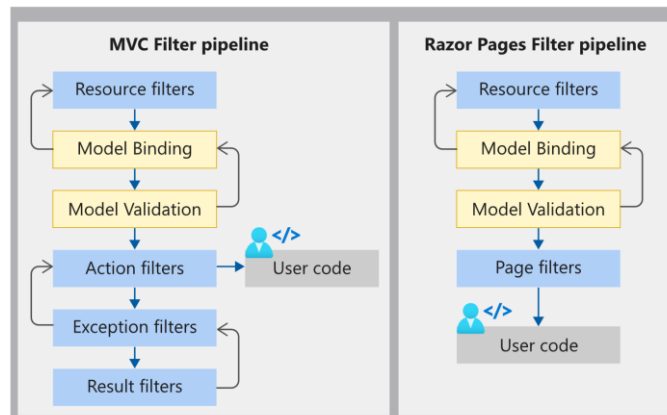 MVC Filter pipeline
Resource filters
Model Binding
Model Validation
Action filters
</>
User code
Exception filters
Result filters
Razor Pages Filter pipeline
Resource filters
Model Binding
Model Validation
Page filters
</>
User code